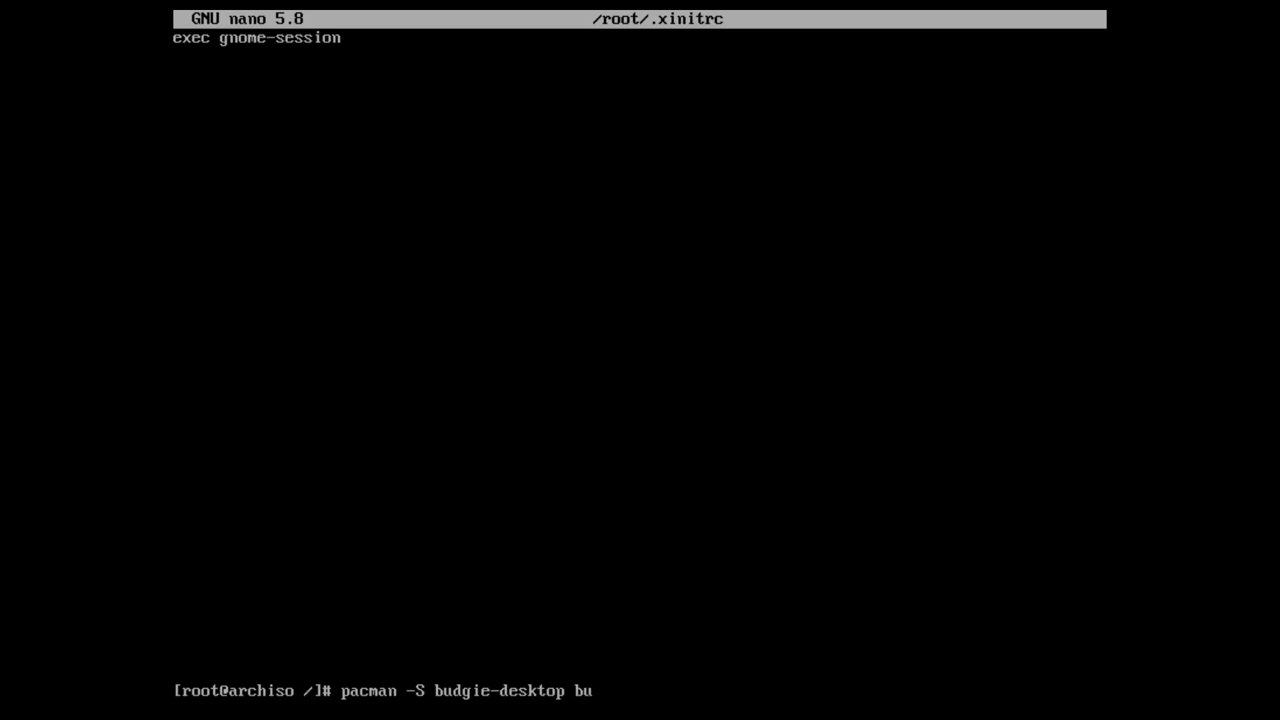 GNU nano 5.8 /root/.xinitrc
exec gnome-session
[root@archiso /]# pacman -S budgie-desktop bu